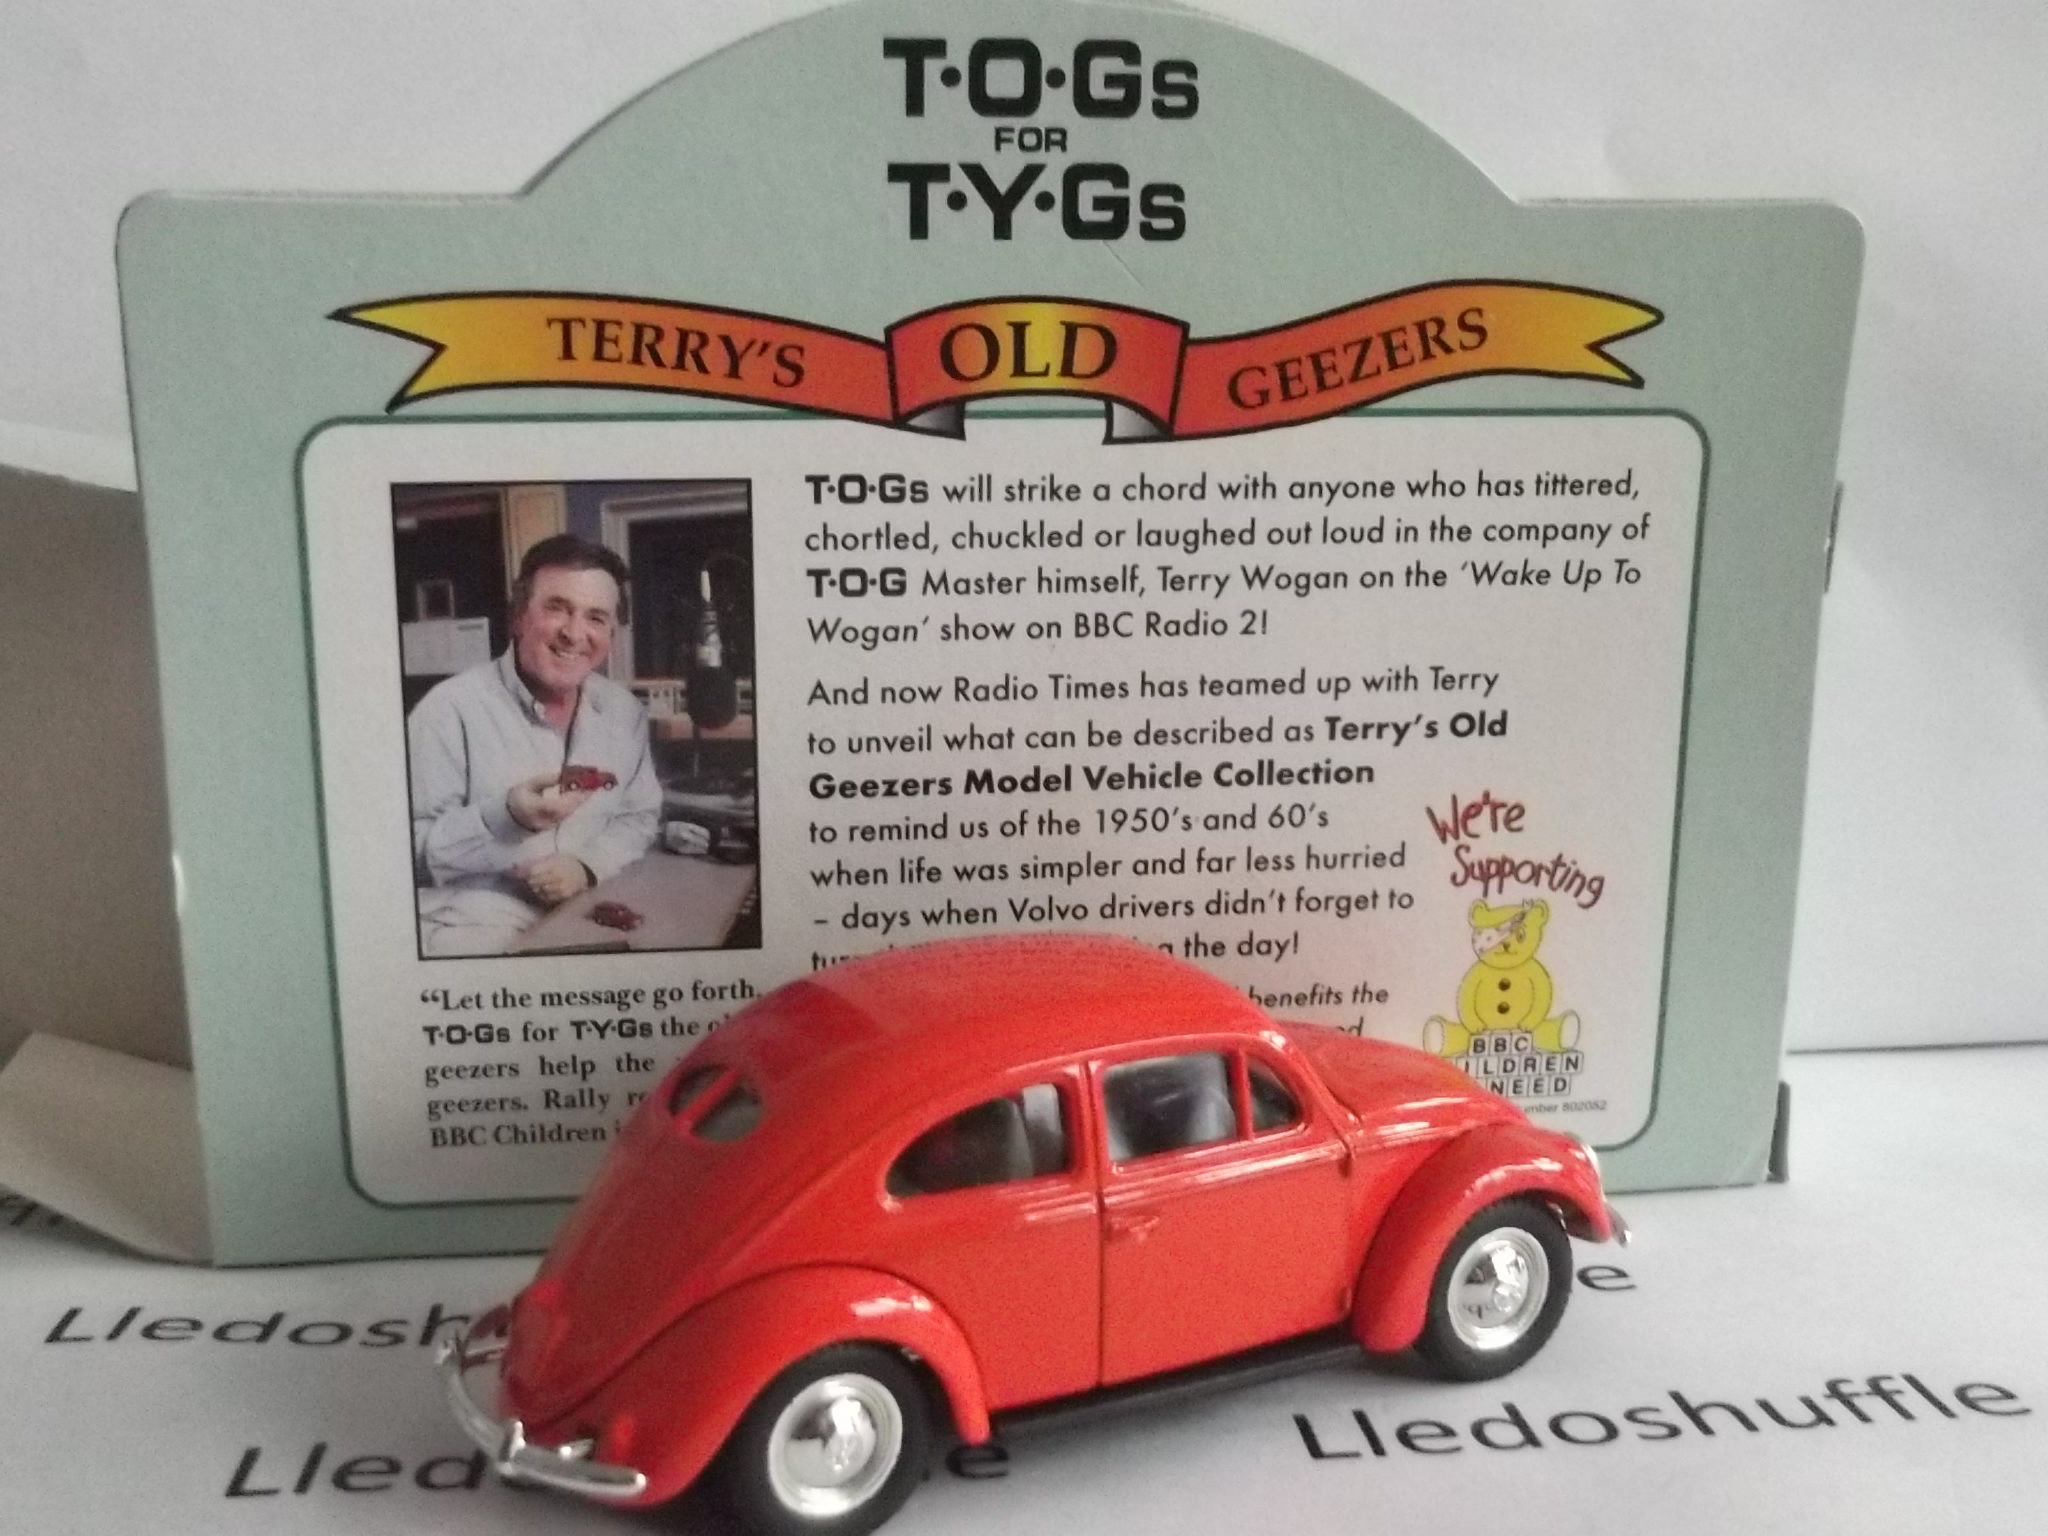 T·O·Gs
FOR
T·Y·Gs
TERRY'S OLD GEEZERS
T·O·Gs will strike a chord with anyone who has tittered,
chortled, chuckled or laughed out loud in the company of
T·O·G Master himself, Terry Wogan on the 'Wake Up To
Wogan' show on BBC Radio 2!
And now Radio Times has teamed up with Terry
to unveil what can be described as Terry's Old
Geezers Model Vehicle Collection
to remind us of the 1950's and 60's
when life was simpler and far less hurried
– days when Volvo drivers didn't forget to
the day!
benefits the
We're
Supporting
BBC
ILDREN
NEED
802052
“Let the message go forth,
T·O·Gs for T·Y·Gs the
geezers help the
geezers. Rally
BBC Children
Lledosh
Lled
Lledoshuffle